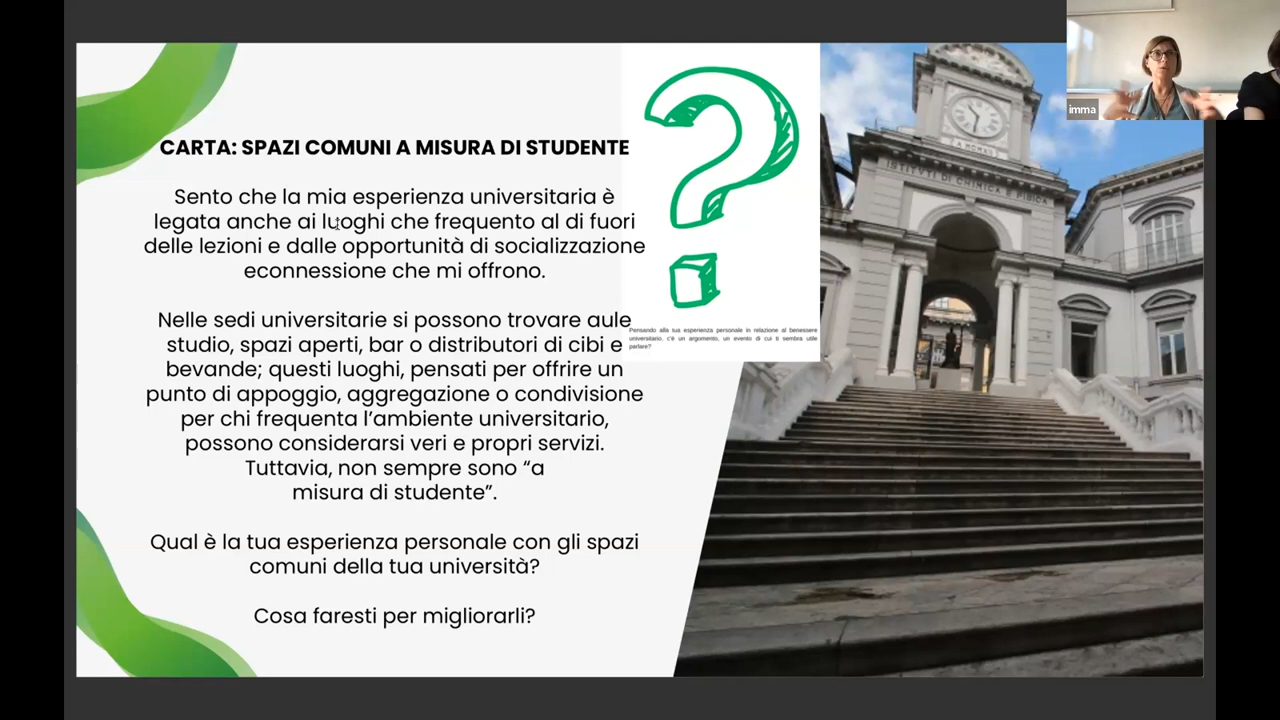 CARTA: SPAZI COMUNI A MISURA DI STUDENTE
Sento che la mia esperienza universitaria è
legata anche ai luoghi che frequento al di fuori
delle lezioni e dalle opportunità di socializzazione
econnessione che mi offrono.
Nelle sedi universitarie si possono trovare aule
studio, spazi aperti, bar o distributori di cibi e
bevande; questi luoghi, pensati per offrire un
punto di appoggio, aggregazione o condivisione
per chi frequenta l’ambiente universitario,
possono considerarsi veri e propri servizi.
Tuttavia, non sempre sono “a
misura di studente”.
Qual è la tua esperienza personale con gli spazi
comuni della tua università?
Cosa faresti per migliorarli?
?
Pensando alla tua esperienza personale in relazione al benessere
universitario, c'è un argomento, un evento di cui ti sembra utile
parlare?
ISTITVTI DI CHIMICA E FISICA
imma